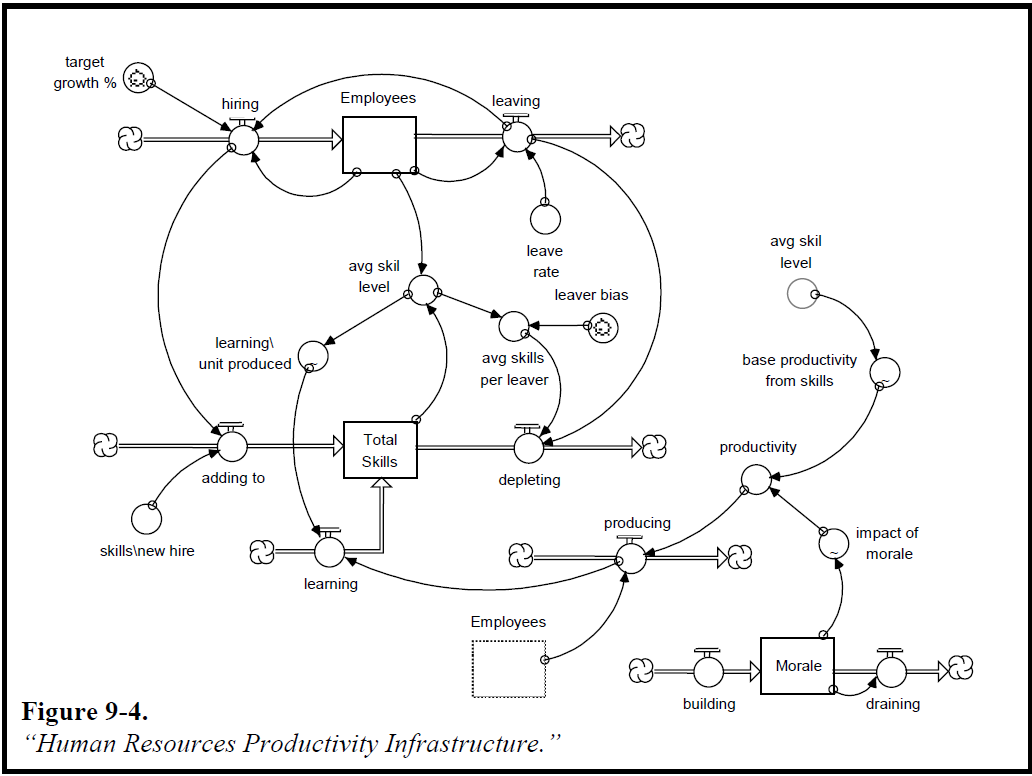 target
growth %
hiring
Employees
leaving
leave
rate
avg skil
level
avg skil
level
leaver bias
learning\
unit produced
avg skills
per leaver
base productivity
from skills
Total
Skills
adding to
depleting
productivity
skills\new hire
producing
impact of
morale
learning
Employees
Morale
building
draining
~
~
~
Figure 9-4.
“Human Resources Productivity Infrastructure.”